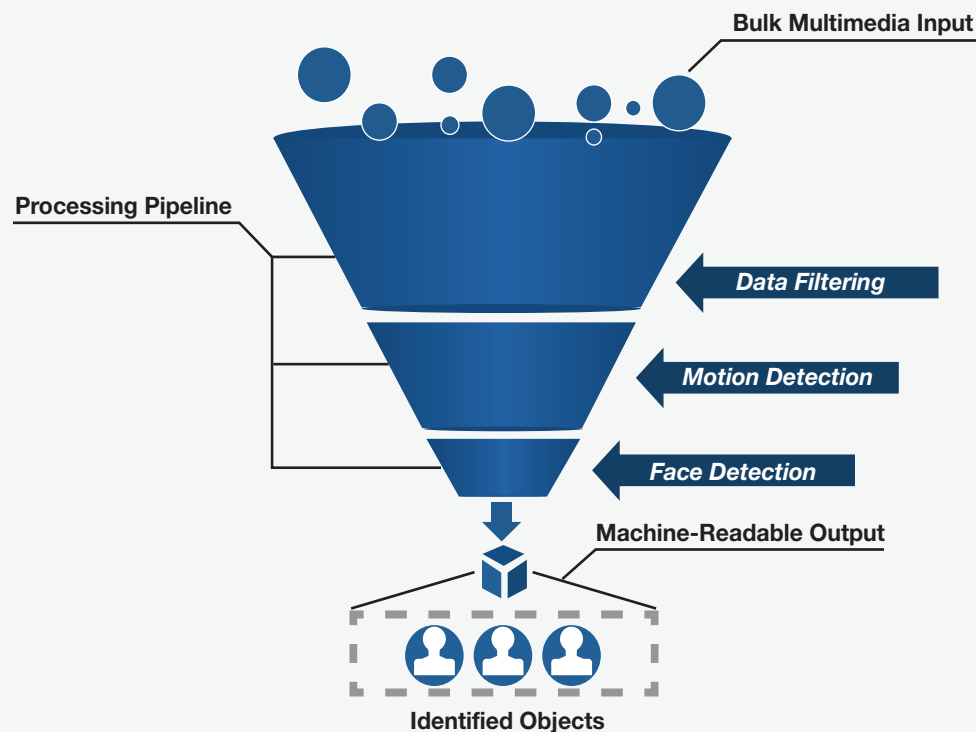 Bulk Multimedia Input
Processing Pipeline
Data Filtering
Motion Detection
Face Detection
Machine-Readable Output
Identified Objects